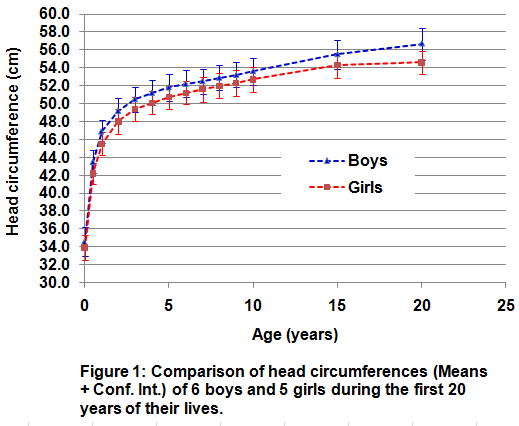 60.0
58.0
56.0
54.0
52.0
50.0
48.0
46.0
44.0
42.0
40.0
38.0
36.0
34.0
32.0
30.0
Head circumference (cm)
Boys
Girls
0 5 10 15 20 25
Age (years)
Figure 1: Comparison of head circumferences (Means
+ Conf. Int.) of 6 boys and 5 girls during the first 20
years of their lives.